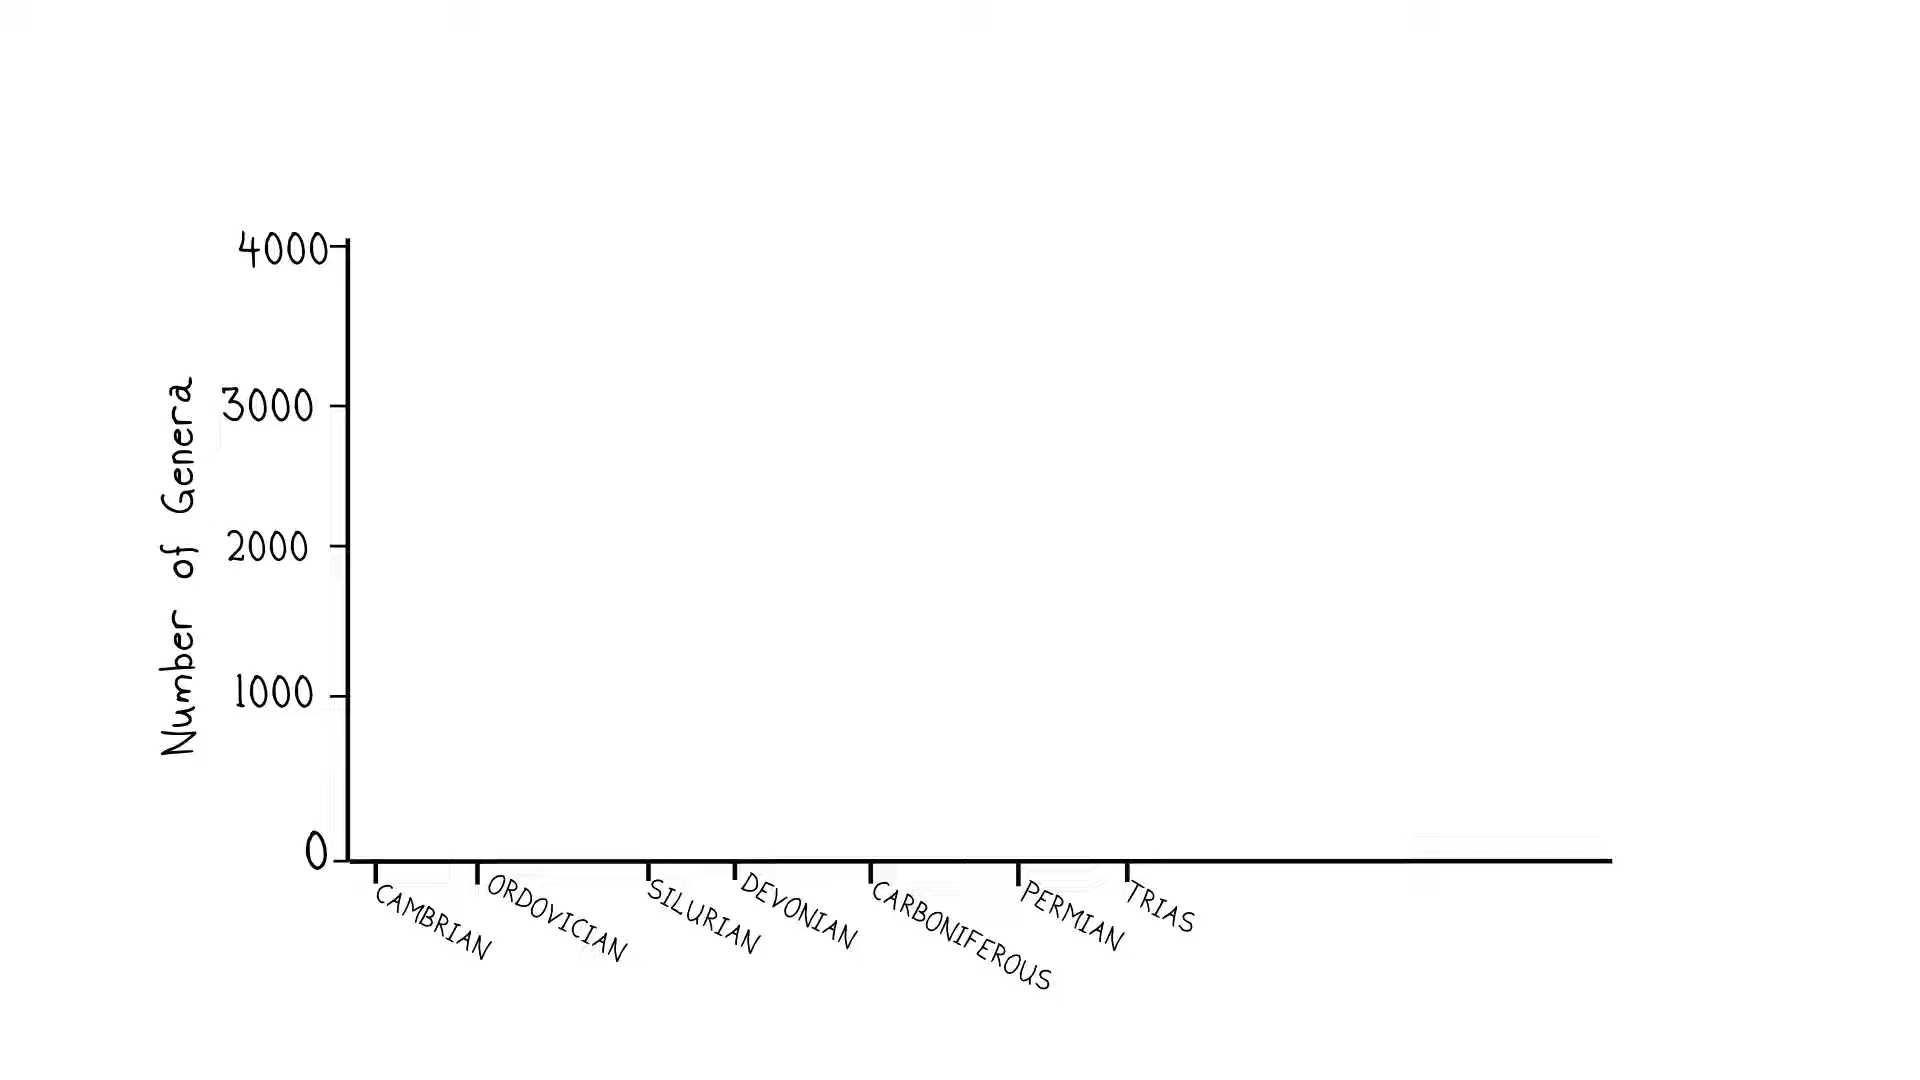 4000
3000
2000
1000
0
Number of Genera
CAMBRIAN
ORDOVICIAN
SILURIAN
DEVONIAN
CARBONIFEROUS
PERMIAN
TRIAS